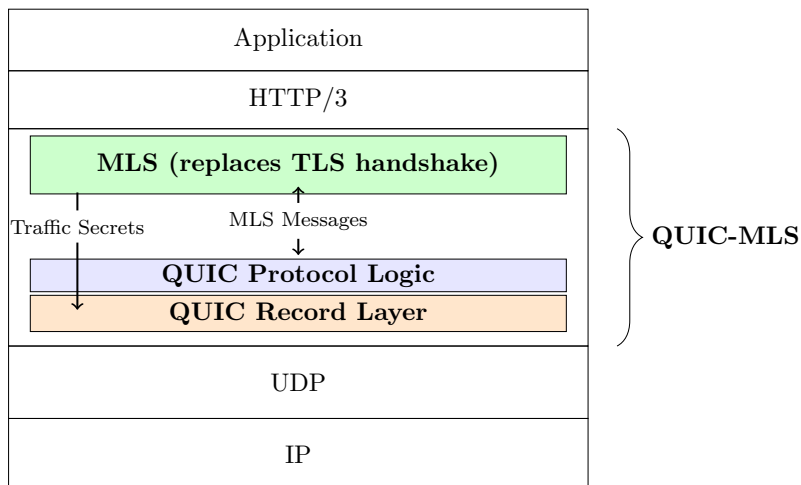 Application
HTTP/3
MLS (replaces TLS handshake)
Traffic Secrets
MLS Messages
QUIC-MLS
QUIC Protocol Logic
QUIC Record Layer
UDP
IP